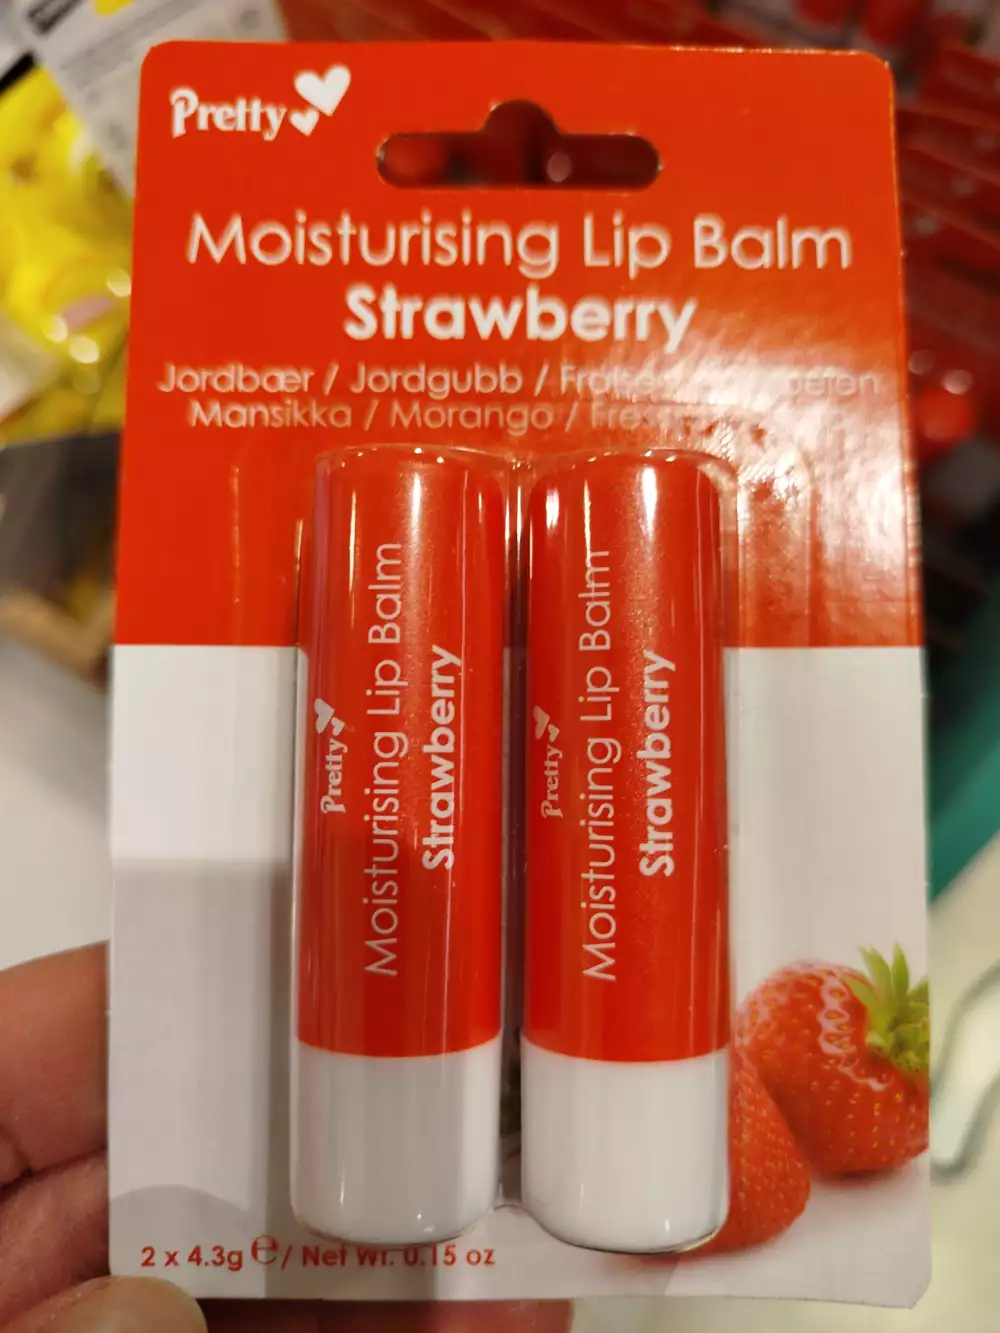 Pretty
Moisturising Lip Balm
Strawberry
Jordbær / Jordgubb / Fraise
Mansikka / Morango /
Pretty
Moisturising Lip Balm
Strawberry
Pretty
Moisturising Lip Balm
Strawberry
2 x 4.3g ℮ / Net Wt. 0.15 oz